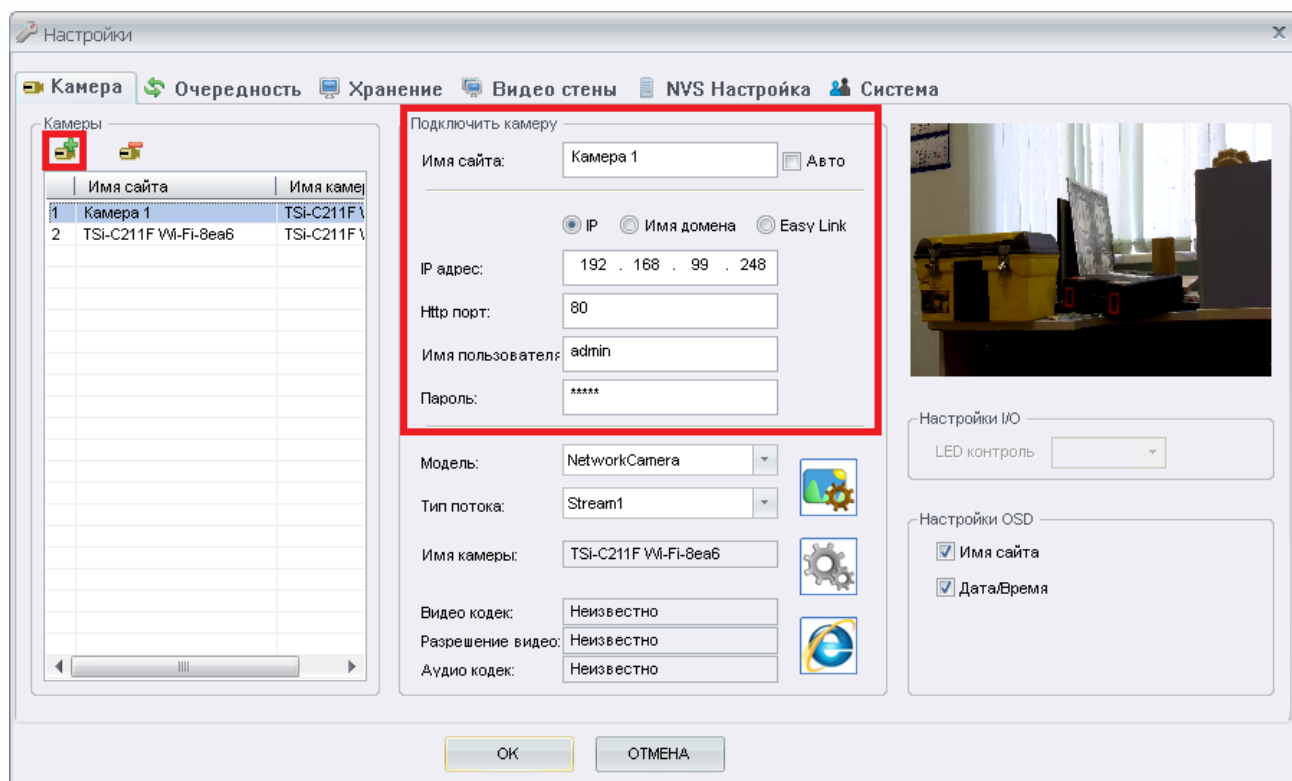 Настройки
Камера Очередность Хранение Видео стены NVS Настройка Система
Камеры
Имя сайта Имя камер
1 Камера 1 TSi-C211F W
2 TSi-C211F Wi-Fi-8ea6 TSi-C211F W
Подключить камеру
Имя сайта: Камера 1 Авто
IP Имя домена Easy Link
IP адрес: 192 . 168 . 99 . 248
Http порт: 80
Имя пользователя admin
Пароль: *****
Модель: NetworkCamera
Тип потока: Stream1
Имя камеры: TSi-C211F Wi-Fi-8ea6
Видео кодек: Неизвестно
Разрешение видео: Неизвестно
Аудио кодек: Неизвестно
Настройки I/O
LED контроль
Настройки OSD
Имя сайта
Дата/Время
OK ОТМЕНА